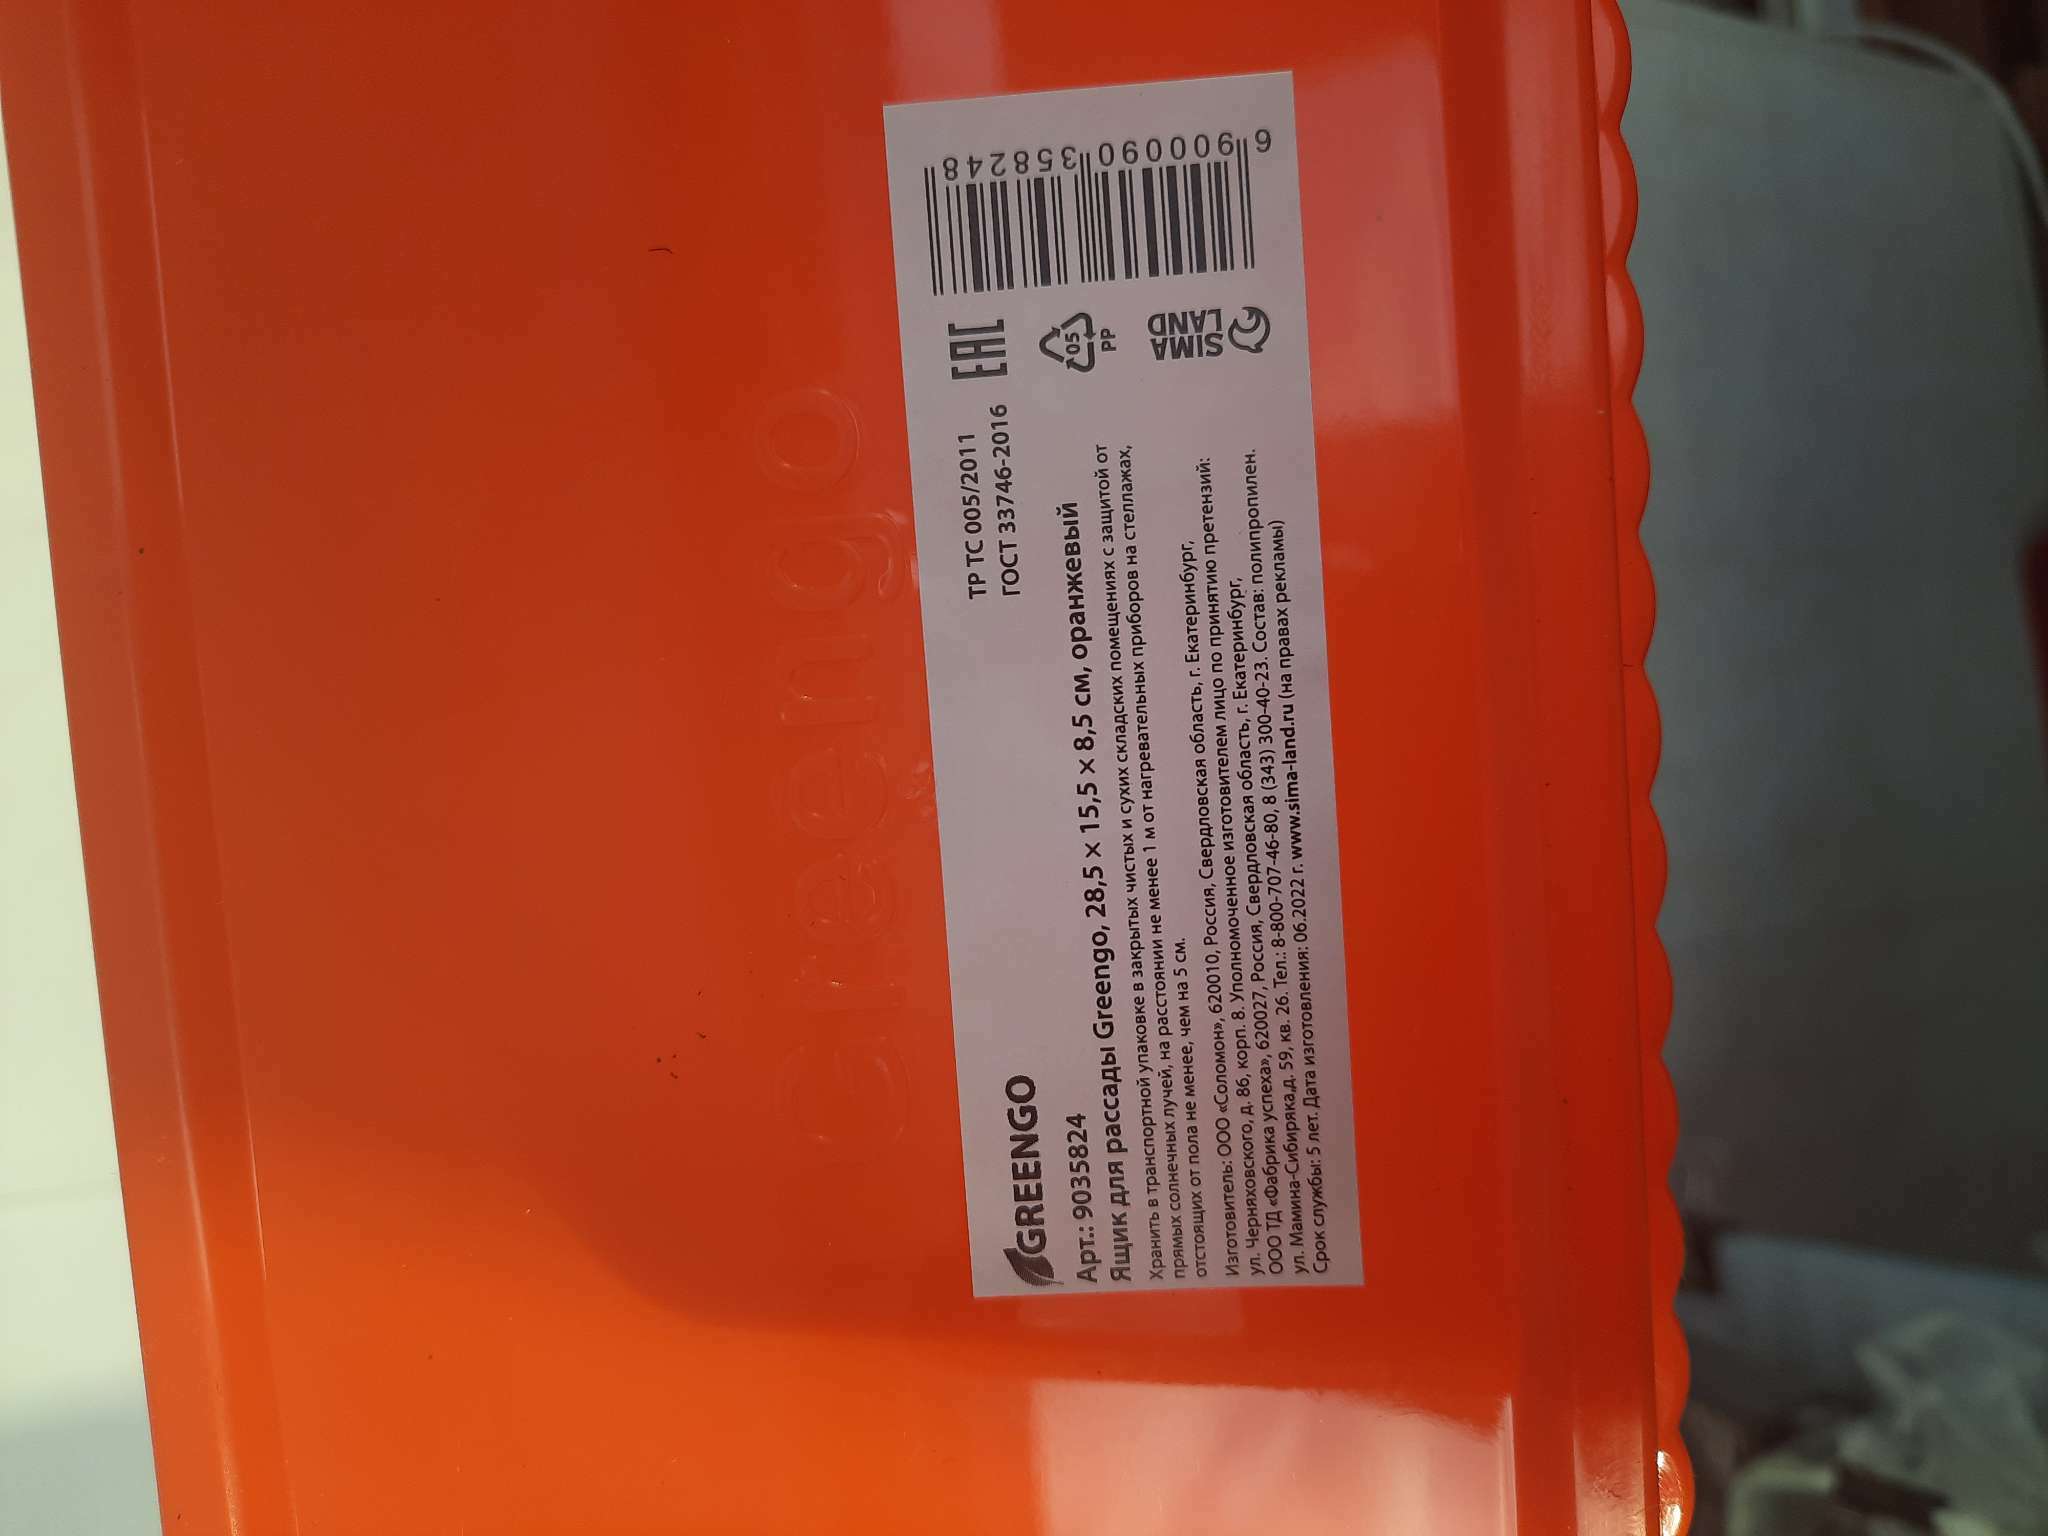 Greengo
GREENGO
ТР ТС 005/2011
ГОСТ 33746-2016
EAC
Арт.: 9035824
Ящик для рассады Greengo, 28,5 × 15,5 × 8,5 см, оранжевый
Хранить в транспортной упаковке в закрытых чистых и сухих складских помещениях с защитой от
прямых солнечных лучей, на расстоянии не менее 1 м от нагревательных приборов на стеллажах,
отстоящих от пола не менее, чем на 5 см.
Изготовитель: ООО «Соломон», 620010, Россия, Свердловская область, г. Екатеринбург,
ул. Черняховского, д. 86, корп. 8. Уполномоченное изготовителем лицо по принятию претензий:
ООО ТД «Фабрика успеха», 620027, Россия, Свердловская область, г. Екатеринбург,
ул. Мамина-Сибиряка,д. 59, кв. 26. Тел.: 8-800-707-46-80, 8 (343) 300-40-23. Состав: полипропилен.
Срок службы: 5 лет. Дата изготовления: 06.2022 г. www.sima-land.ru (на правах рекламы)
05
PP
SIMA
LAND
6 900090 358248